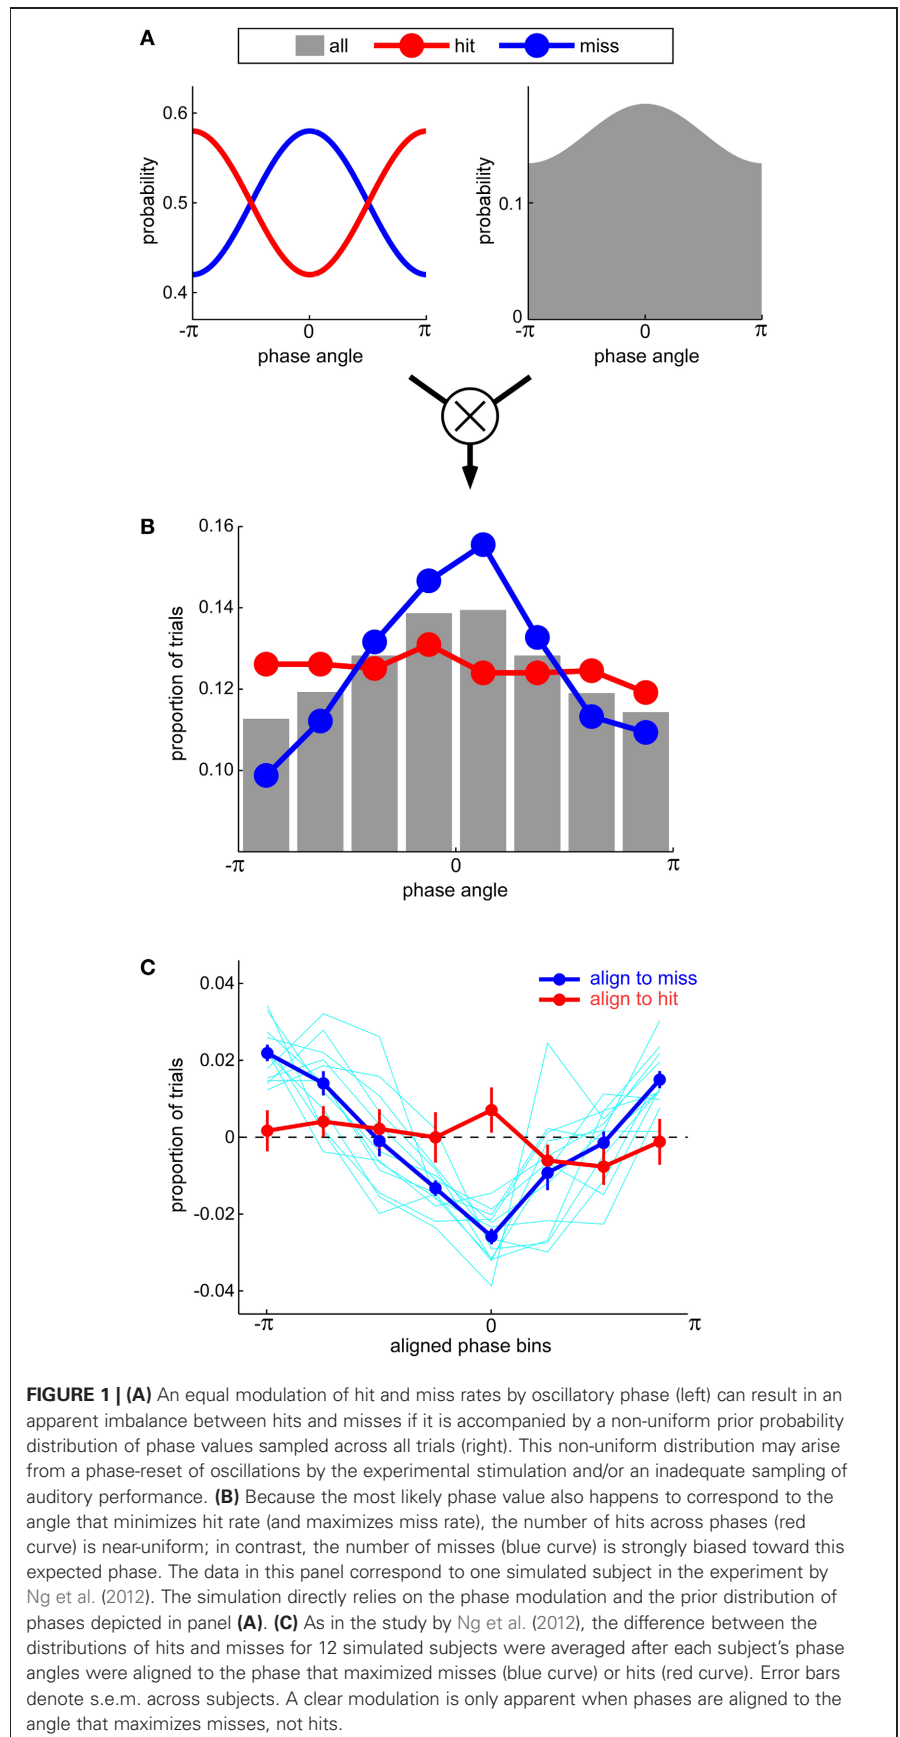 A
all hit miss
0.6
0.5
0.4
probability
-π 0 π
phase angle
0.1
0
probability
-π 0 π
phase angle
B
0.16
0.14
0.12
0.10
proportion of trials
-π 0 π
phase angle
C
align to miss
align to hit
0.04
0.02
0
-0.02
-0.04
proportion of trials
-π 0 π
aligned phase bins
FIGURE 1 | (A) An equal modulation of hit and miss rates by oscillatory phase (left) can result in an
apparent imbalance between hits and misses if it is accompanied by a non-uniform prior probability
distribution of phase values sampled across all trials (right). This non-uniform distribution may arise
from a phase-reset of oscillations by the experimental stimulation and/or an inadequate sampling of
auditory performance. (B) Because the most likely phase value also happens to correspond to the
angle that minimizes hit rate (and maximizes miss rate), the number of hits across phases (red
curve) is near-uniform; in contrast, the number of misses (blue curve) is strongly biased toward this
expected phase. The data in this panel correspond to one simulated subject in the experiment by
Ng et al. (2012). The simulation directly relies on the phase modulation and the prior distribution of
phases depicted in panel (A). (C) As in the study by Ng et al. (2012), the difference between the
distributions of hits and misses for 12 simulated subjects were averaged after each subject's phase
angles were aligned to the phase that maximized misses (blue curve) or hits (red curve). Error bars
denote s.e.m. across subjects. A clear modulation is only apparent when phases are aligned to the
angle that maximizes misses, not hits.